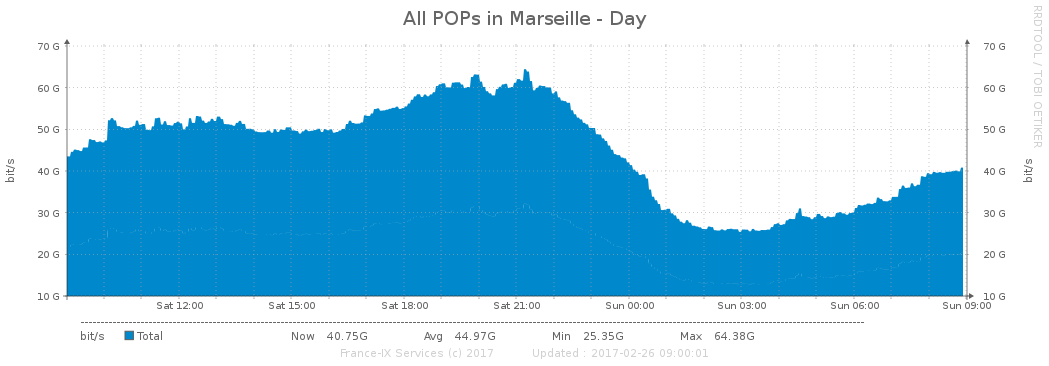 All POPs in Marseille - Day
RRDTOOL / TOBI OETIKER
70 G 70 G
60 G 60 G
50 G 50 G
40 G 40 G
30 G 30 G
20 G 20 G
10 G 10 G
bit/s
bit/s
Sat 12:00 Sat 15:00 Sat 18:00 Sat 21:00 Sun 00:00 Sun 03:00 Sun 06:00 Sun 09:00
bit/s Total Now 40.75G Avg 44.97G Min 25.35G Max 64.38G
France-IX Services (c) 2017 Updated : 2017-02-26 09:00:01